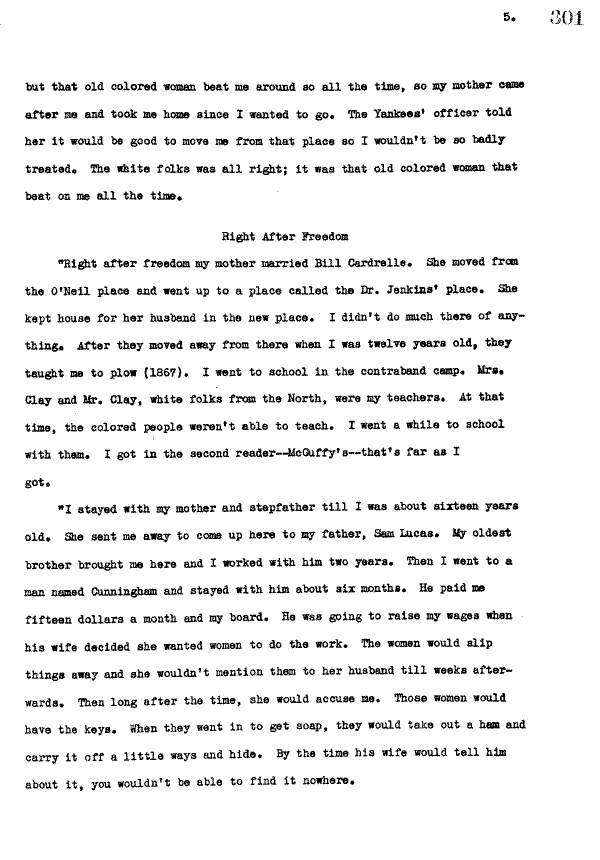 5. 301
but that old colored woman beat me around so all the time, so my mother came
after me and took me home since I wanted to go. The Yankees' officer told
her it would be good to move me from that place so I wouldn't be so badly
treated. The white folks was all right; it was that old colored woman that
beat on me all the time.
Right After Freedom
"Right after freedom my mother married Bill Cardrelle. She moved from
the O'Neil place and went up to a place called the Dr. Jenkins' place. She
kept house for her husband in the new place. I didn't do much there of any-
thing. After they moved away from there when I was twelve years old, they
taught me to plow (1867). I went to school in the contraband camp. Mrs.
Clay and Mr. Clay, white folks from the North, were my teachers. At that
time, the colored people weren't able to teach. I went a while to school
with them. I got in the second reader--McGuffy's--that's far as I
got.
"I stayed with my mother and stepfather till I was about sixteen years
old. She sent me away to come up here to my father, Sam Lucas. My oldest
brother brought me here and I worked with him two years. Then I went to a
man named Cunningham and stayed with him about six months. He paid me
fifteen dollars a month and my board. He was going to raise my wages when
his wife decided she wanted women to do the work. The women would slip
things away and she wouldn't mention them to her husband till weeks after-
wards. Then long after the time, she would accuse me. Those women would
have the keys. When they went in to get soap, they would take out a ham and
carry it off a little ways and hide. By the time his wife would tell him
about it, you wouldn't be able to find it nowhere.